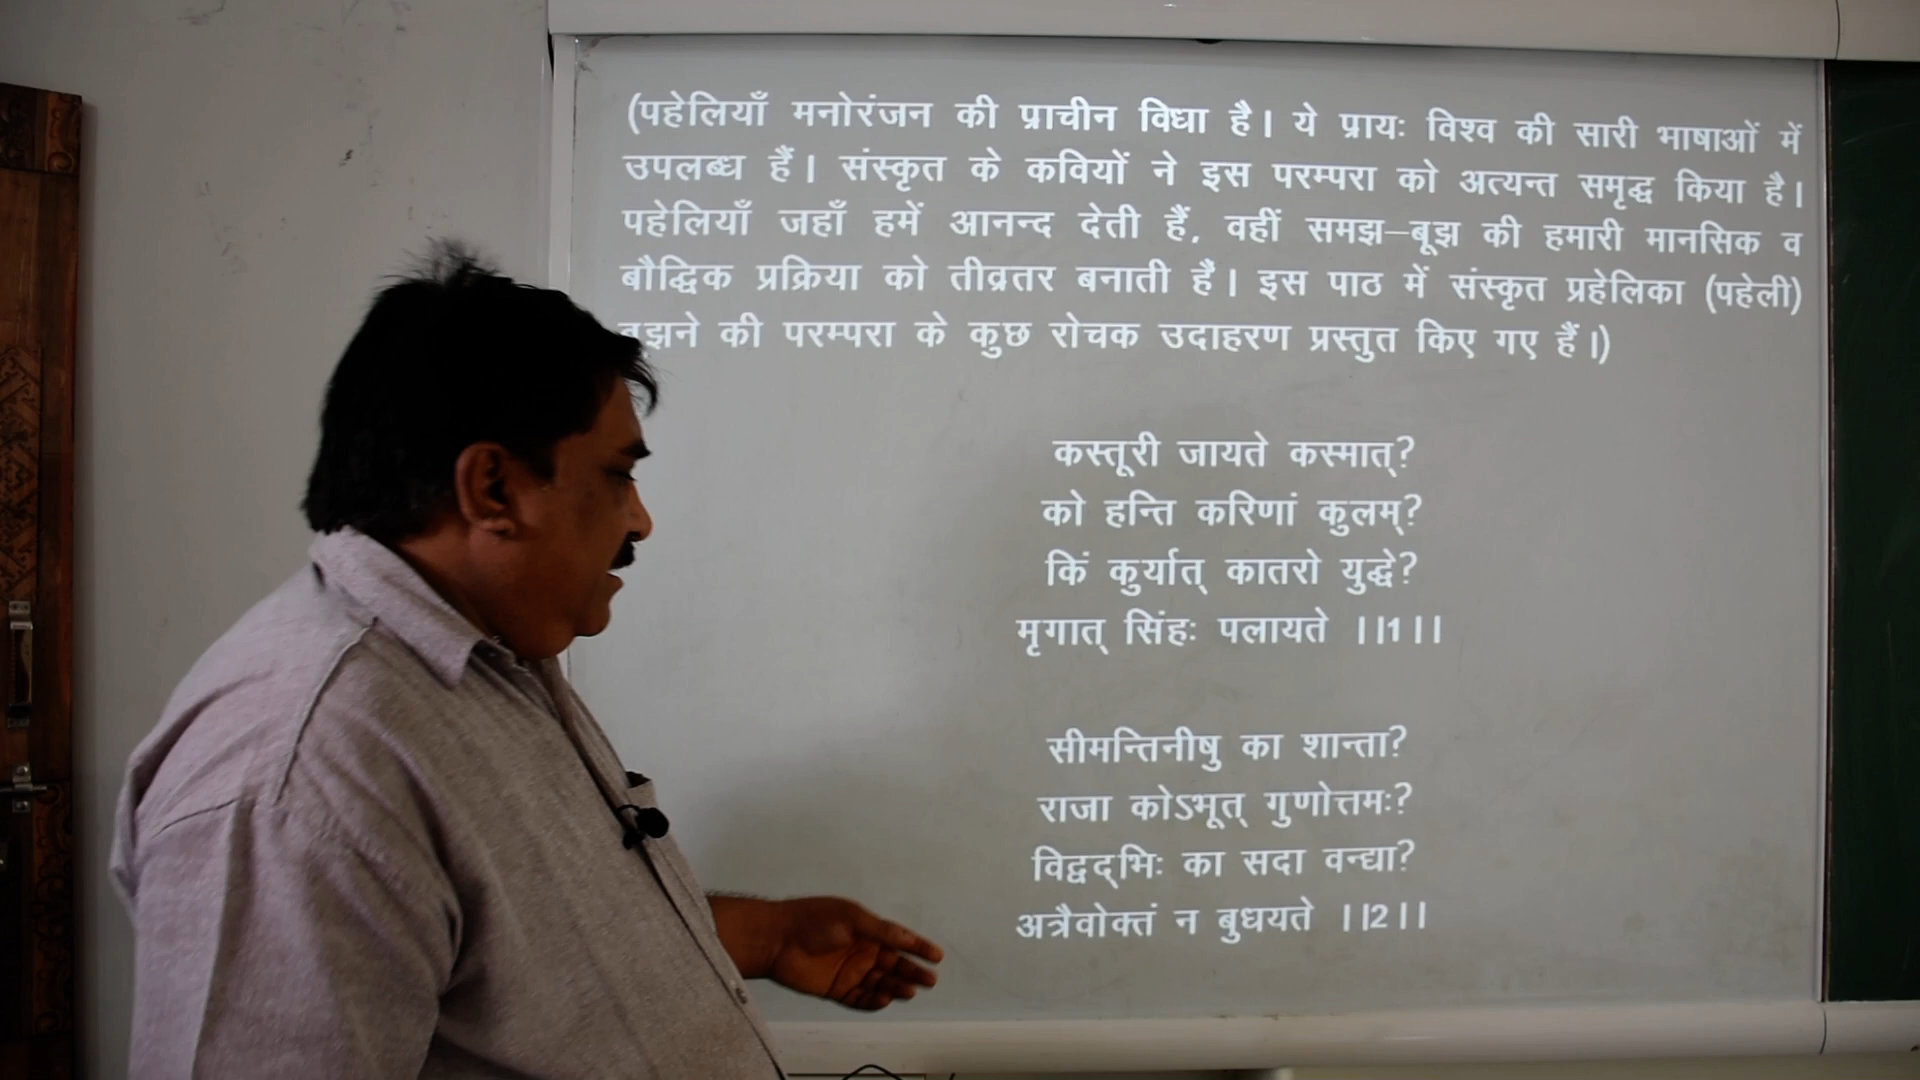 (पहेलियाँ मनोरंजन की प्राचीन विधा है। ये प्रायः विश्व की सारी भाषाओं में
उपलब्ध हैं। संस्कृत के कवियों ने इस परम्परा को अत्यन्त समृद्ध किया है।
पहेलियाँ जहाँ हमें आनन्द देती हैं, वहीं समझ–बूझ की हमारी मानसिक व
बौद्धिक प्रक्रिया को तीव्रतर बनाती हैं। इस पाठ में संस्कृत प्रहेलिका (पहेली)
की परम्परा के कुछ रोचक उदाहरण प्रस्तुत किए गए हैं।)
कस्तूरी जायते कस्मात्?
को हन्ति करिणां कुलम्?
किं कुर्यात् कातरो युद्धे?
मृगात् सिंहः पलायते ।।1।।
सीमन्तिनीषु का शान्ता?
राजा कोऽभूत् गुणोत्तमः?
विद्वद्भिः का सदा वन्द्या?
अत्रैवोक्तं न बुधयते ।।2।।